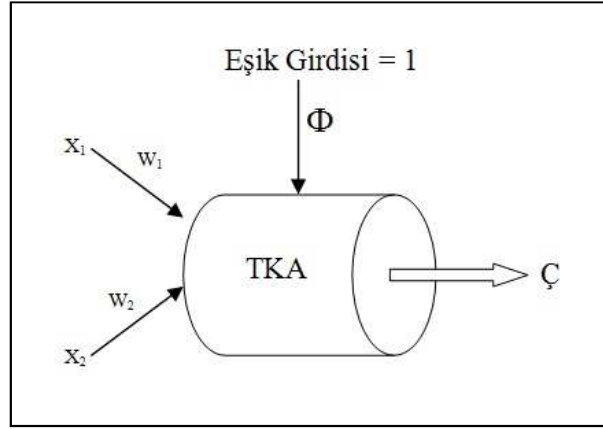 Eşik Girdisi = 1
Φ
x₁
w₁
TKA
Ç
w₂
x₂